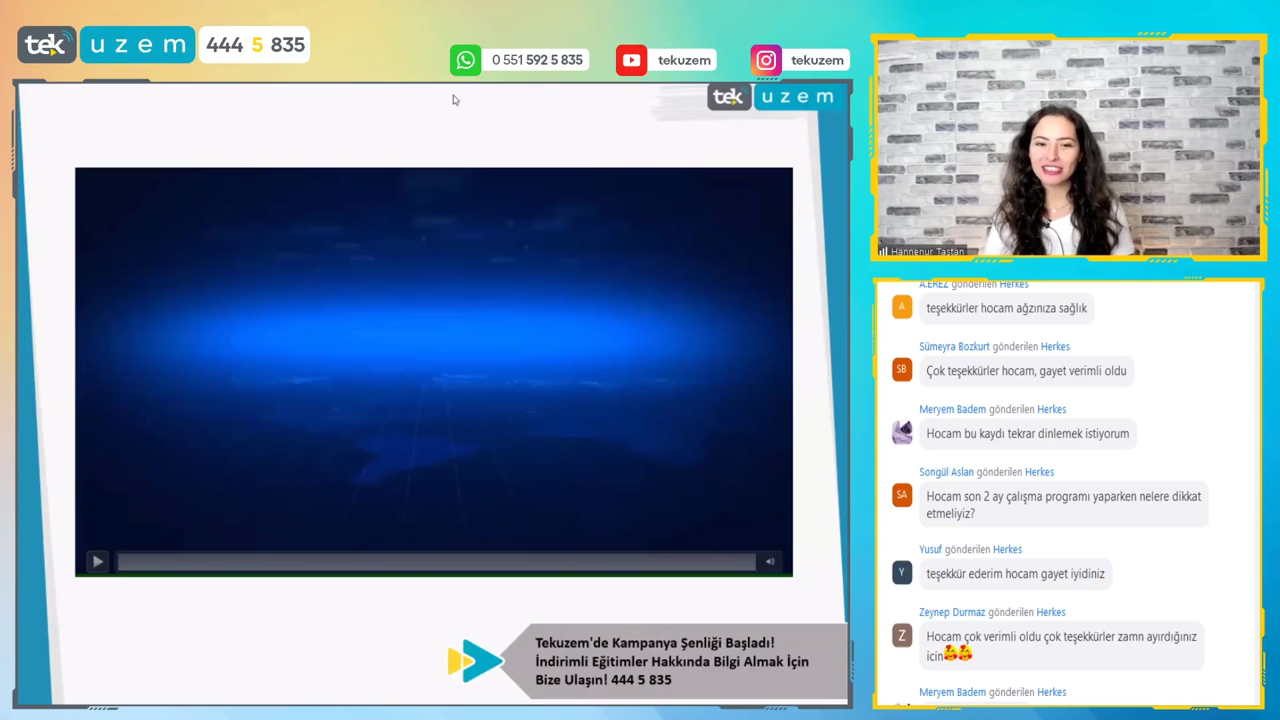 tek uzem 444 5 835
0 551 592 5 835
tekuzem
tekuzem
tek uzem
Hannenur Tastan
Tekuzem'de Kampanya Şenliği Başladı!
İndirimli Eğitimler Hakkında Bilgi Almak İçin
Bize Ulaşın! 444 5 835
A.EREZ gönderilen Herkes
A
teşekkürler hocam ağzınıza sağlık
Sümeyra Bozkurt gönderilen Herkes
SB
Çok teşekkürler hocam, gayet verimli oldu
Meryem Badem gönderilen Herkes
Hocam bu kaydı tekrar dinlemek istiyorum
Songül Aslan gönderilen Herkes
SA
Hocam son 2 ay çalışma programı yaparken nelere dikkat
etmeliyiz?
Yusuf gönderilen Herkes
Y
teşekkür ederim hocam gayet iyidiniz
Zeynep Durmaz gönderilen Herkes
Z
Hocam çok verimli oldu çok teşekkürler zamn ayırdığınız
icin🥰🥰
Meryem Badem gönderilen Herkes